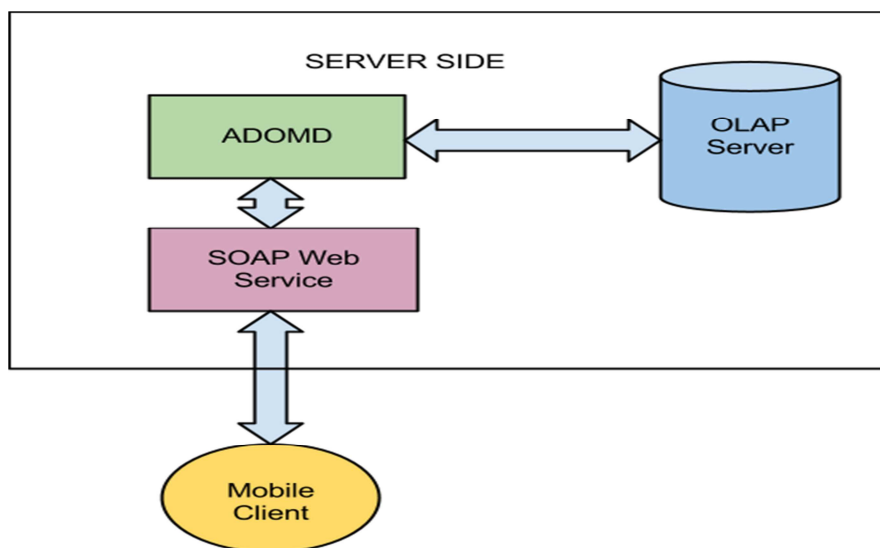 SERVER SIDE
ADOMD
OLAP
Server
SOAP Web
Service
Mobile
Client